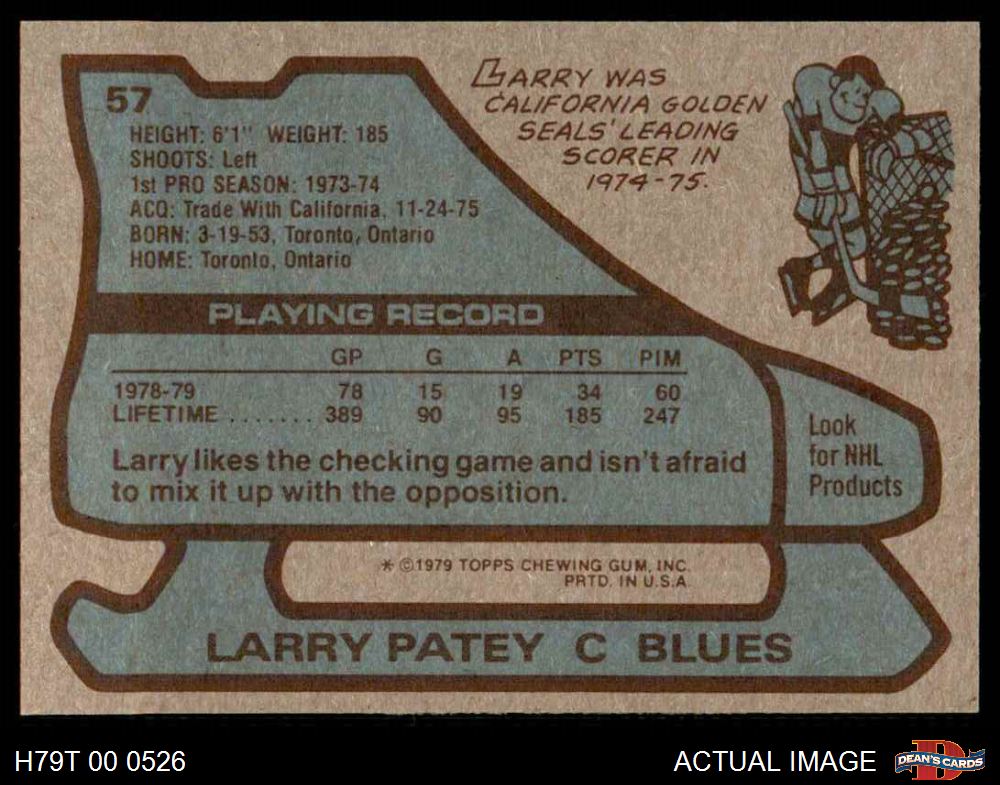 57
HEIGHT: 6'1" WEIGHT: 185
SHOOTS: Left
1st PRO SEASON: 1973-74
ACQ: Trade With California, 11-24-75
BORN: 3-19-53, Toronto, Ontario
HOME: Toronto, Ontario
LARRY WAS
CALIFORNIA GOLDEN
SEALS' LEADING
SCORER IN
1974-75.
PLAYING RECORD
GP G A PTS PIM
1978-79 78 15 19 34 60
LIFETIME ....... 389 90 95 185 247
Larry likes the checking game and isn't afraid
to mix it up with the opposition.
Look
for NHL
Products
* ©1979 TOPPS CHEWING GUM, INC.
PRTD. IN U.S.A.
LARRY PATEY C BLUES
H79T 00 0526
ACTUAL IMAGE
D
DEAN'S CARDS